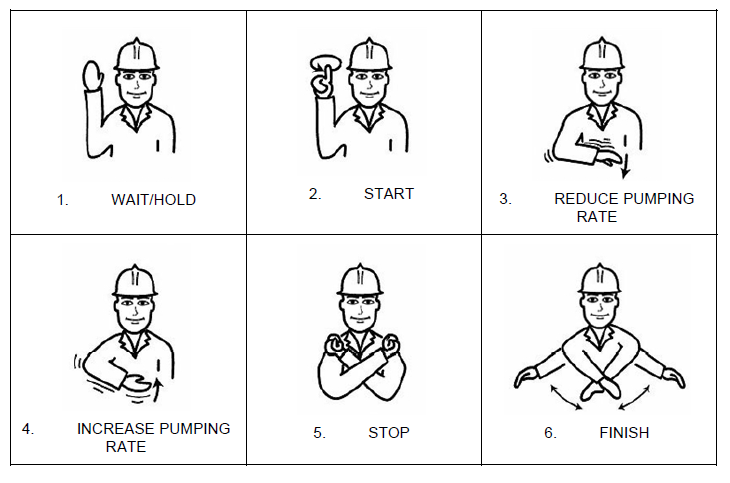 1. WAIT/HOLD
2. START
3. REDUCE PUMPING
RATE
4. INCREASE PUMPING
RATE
5. STOP
6. FINISH